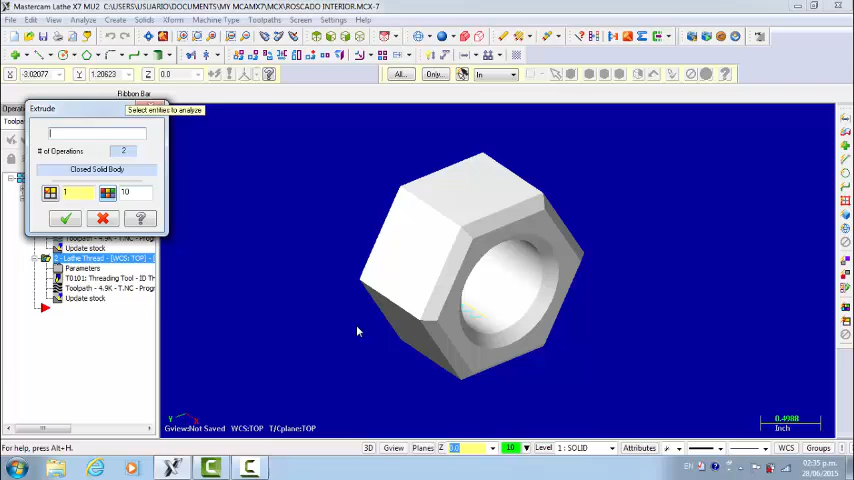 Mastercam Lathe X7 MU2 C:\USERS\USUARIO\DOCUMENTS\MY MCAMX7\MCX\ROSCADO INTERIOR.MCX-7
File Edit View Analyze Create Solids Xform Machine Type Toolpaths Screen Settings Help
X -3.02077 Y 1.20623 Z 0.0 All... Only... In
Ribbon Bar
Extrude
Select entities to analyze
# of Operations 2
Closed Solid Body
1 10
Toolpath - 4.9K - T.NC - Prog
Update stock
2 - Lathe Thread - [WCS: TOP] - [
Parameters
T0101: Threading Tool - ID TH
Toolpath - 4.9K - T.NC - Progr
Update stock
Y X
Gview:Not Saved WCS:TOP T/Cplane:TOP
0.4988
Inch
For help, press Alt+H.
3D Gview Planes Z 0.0 10 Level 1 : SOLID Attributes WCS Groups
EN 02:35 p.m.
28/06/2015